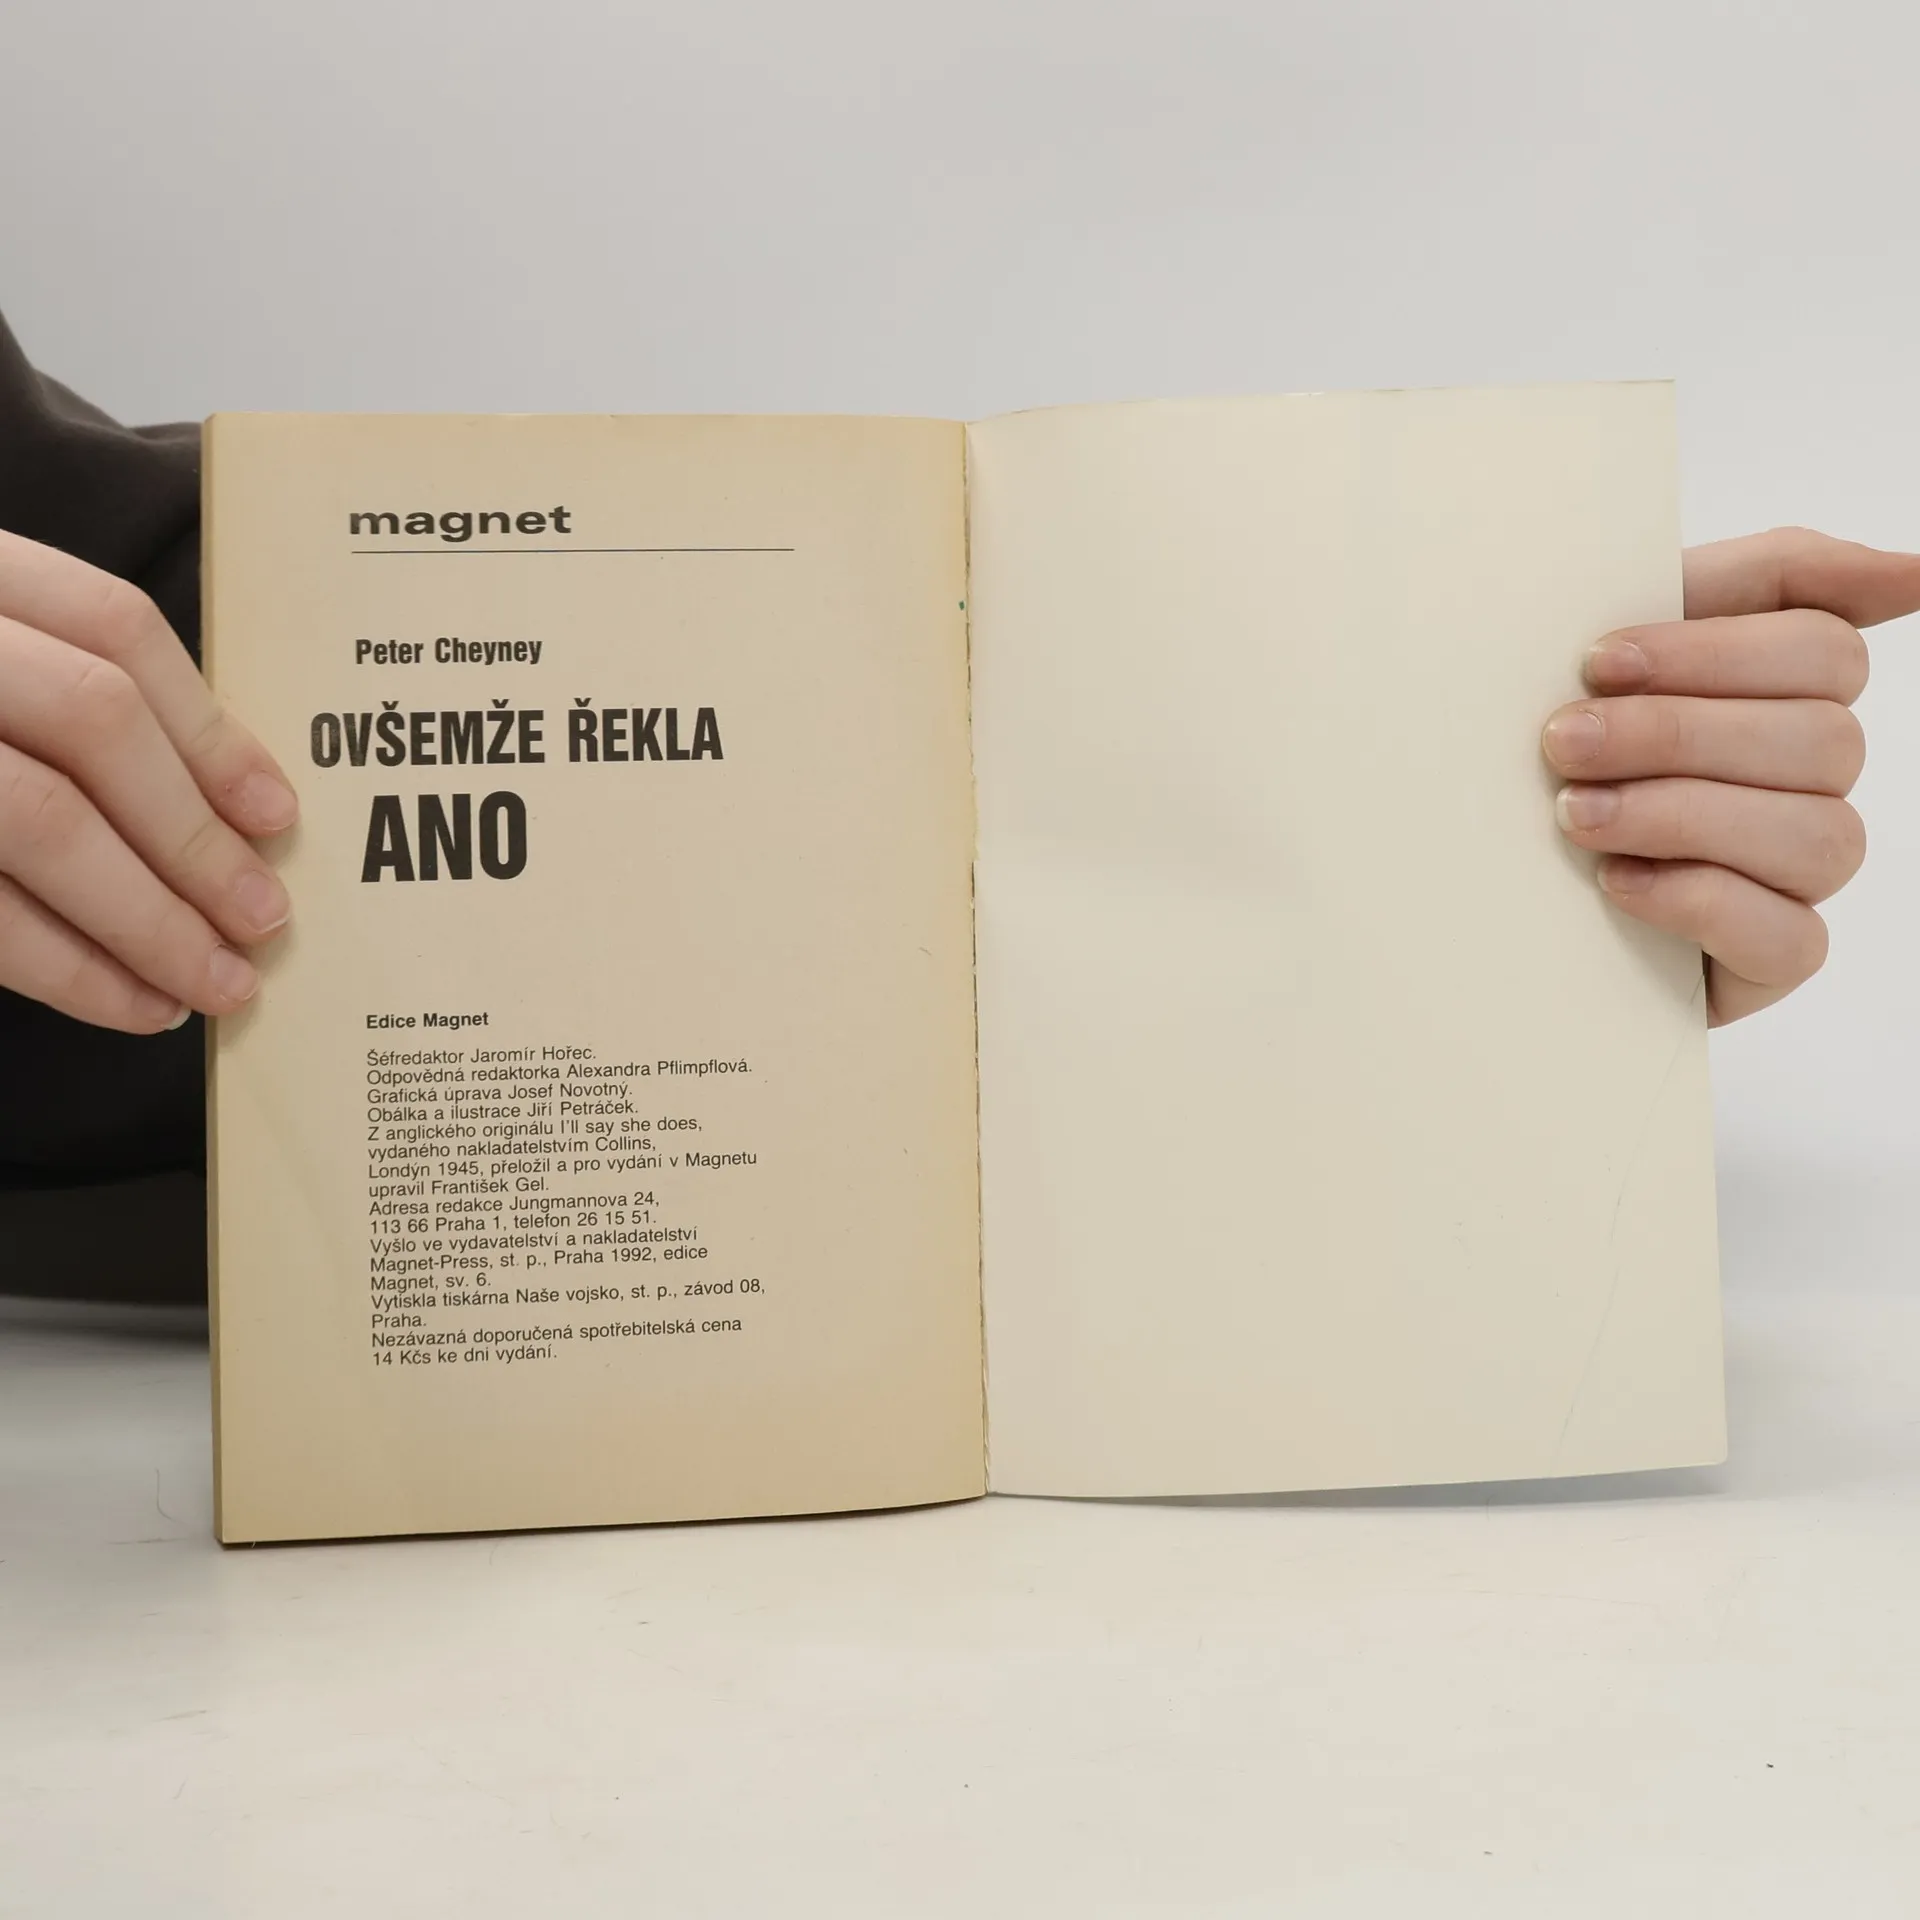 magnet
Peter Cheyney
OVŠEMŽE ŘEKLA
ANO
Edice Magnet
Šéfredaktor Jaromír Hořec.
Odpovědná redaktorka Alexandra Pflimpflová.
Grafická úprava Josef Novotný.
Obálka a ilustrace Jiří Petráček.
Z anglického originálu I'll say she does,
vydaného nakladatelstvím Collins,
Londýn 1945, přeložil a pro vydání v Magnetu
upravil František Gel.
Adresa redakce Jungmannova 24,
113 66 Praha 1, telefon 26 15 51.
Vyšlo ve vydavatelství a nakladatelství
Magnet-Press, st. p., Praha 1992, edice
Magnet, sv. 6.
Vytiskla tiskárna Naše vojsko, st. p., závod 08,
Praha.
Nezávazná doporučená spotřebitelská cena
14 Kčs ke dni vydání.